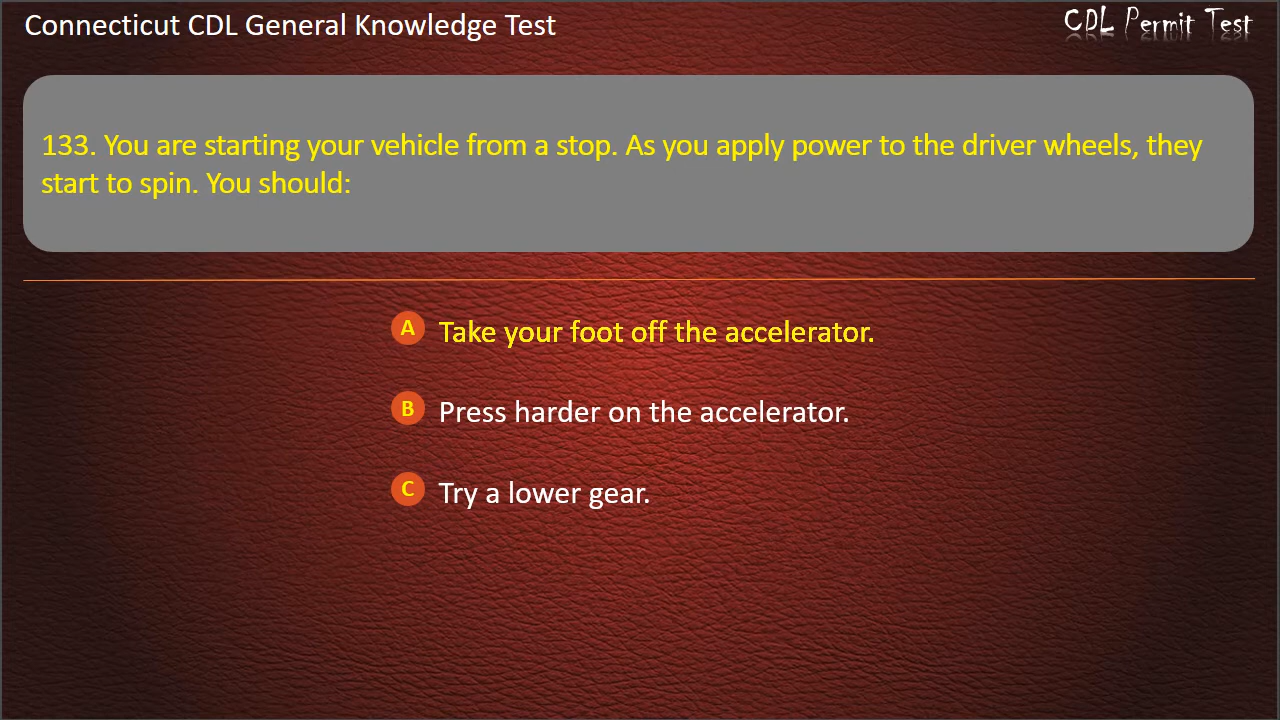 Connecticut CDL General Knowledge Test
CDL Permit Test
133. You are starting your vehicle from a stop. As you apply power to the driver wheels, they
start to spin. You should:
A Take your foot off the accelerator.
B Press harder on the accelerator.
C Try a lower gear.